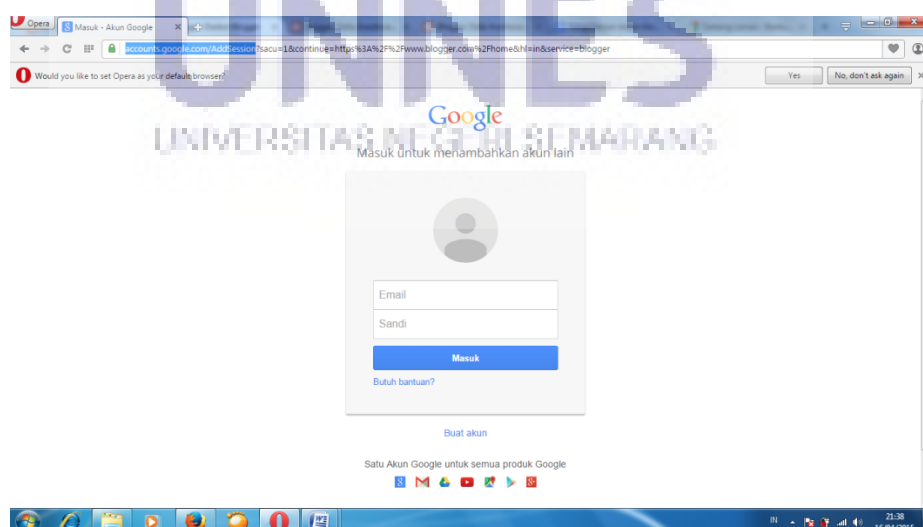 UNNES
Opera
Masuk - Akun Google
accounts.google.com/AddSession?sacu=1&continue=https%3A%2F%2Fwww.blogger.com%2Fhome&hl=in&service=blogger
Would you like to set Opera as your default browser?
Yes
No, don't ask again
Google
UNIVERSITAS NEGERI SEMARANG
Masuk untuk menambahkan akun lain
Email
Sandi
Masuk
Butuh bantuan?
Buat akun
Satu Akun Google untuk semua produk Google
IN
21:38